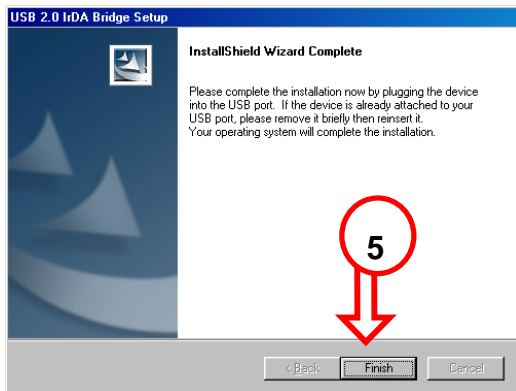 USB 2.0 IrDA Bridge Setup
InstallShield Wizard Complete
Please complete the installation now by plugging the device
into the USB port. If the device is already attached to your
USB port, please remove it briefly then reinsert it.
Your operating system will complete the installation.
5
< Back Finish Cancel